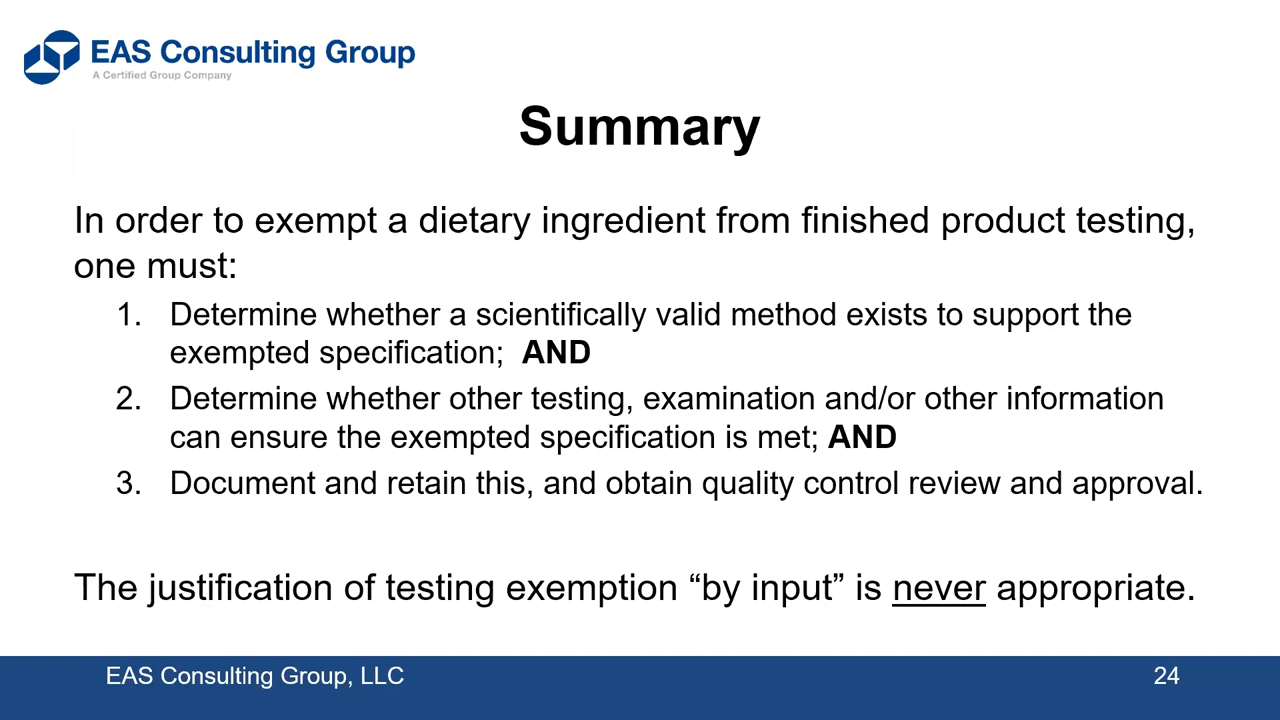 EAS Consulting Group
A Certified Group Company
Summary
In order to exempt a dietary ingredient from finished product testing,
one must:
1. Determine whether a scientifically valid method exists to support the
exempted specification; AND
2. Determine whether other testing, examination and/or other information
can ensure the exempted specification is met; AND
3. Document and retain this, and obtain quality control review and approval.
The justification of testing exemption “by input” is never appropriate.
EAS Consulting Group, LLC
24